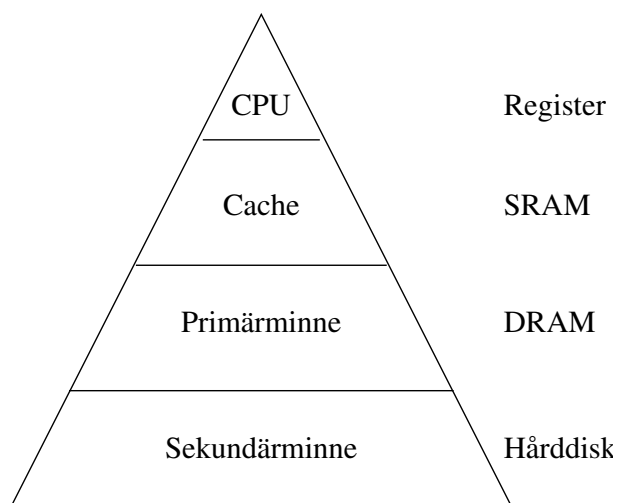 CPU Register
Cache SRAM
Primärminne DRAM
Sekundärminne Hårddisk